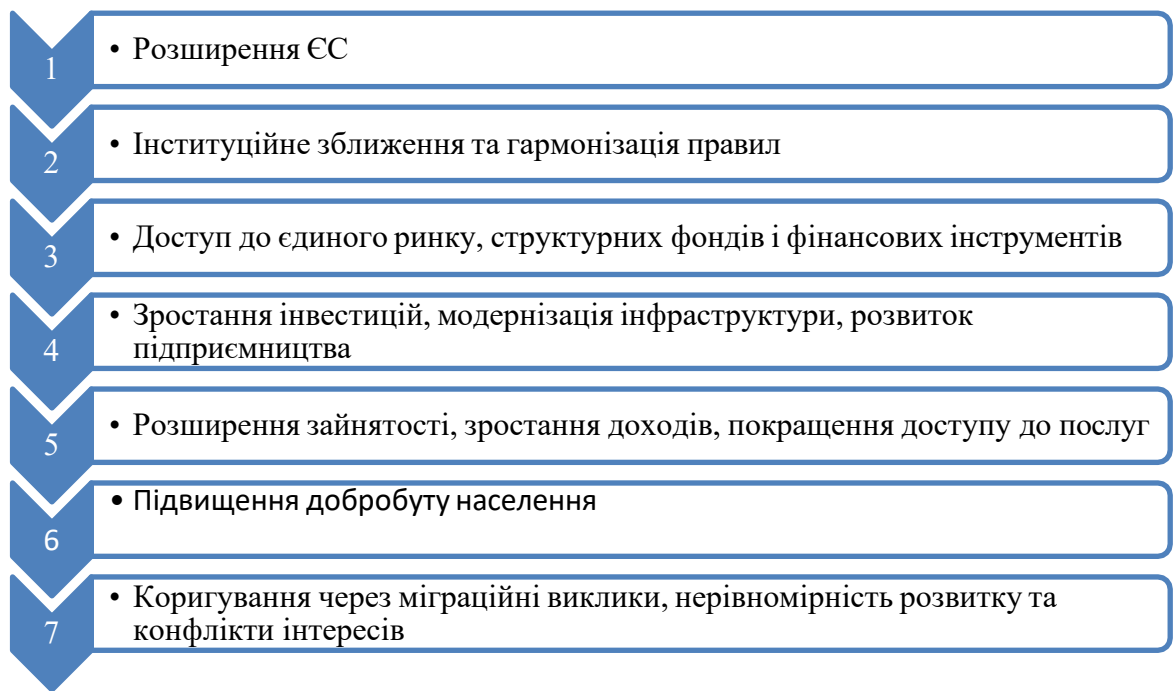 1
• Розширення ЄС
2
• Інституційне зближення та гармонізація правил
3
• Доступ до єдиного ринку, структурних фондів і фінансових інструментів
4
• Зростання інвестицій, модернізація інфраструктури, розвиток
підприємництва
5
• Розширення зайнятості, зростання доходів, покращення доступу до послуг
6
• Підвищення добробуту населення
7
• Коригування через міграційні виклики, нерівномірність розвитку та
конфлікти інтересів